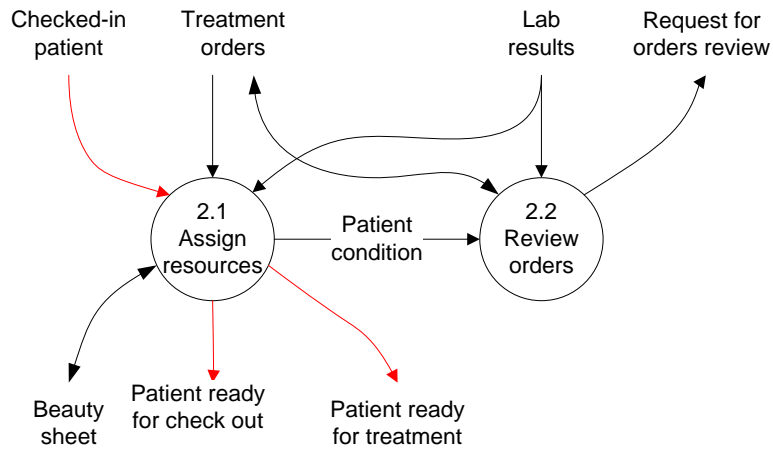 Checked-in
patient
Treatment
orders
Lab
results
Request for
orders review
2.1
Assign
resources
Patient
condition
2.2
Review
orders
Beauty
sheet
Patient ready
for check out
Patient ready
for treatment